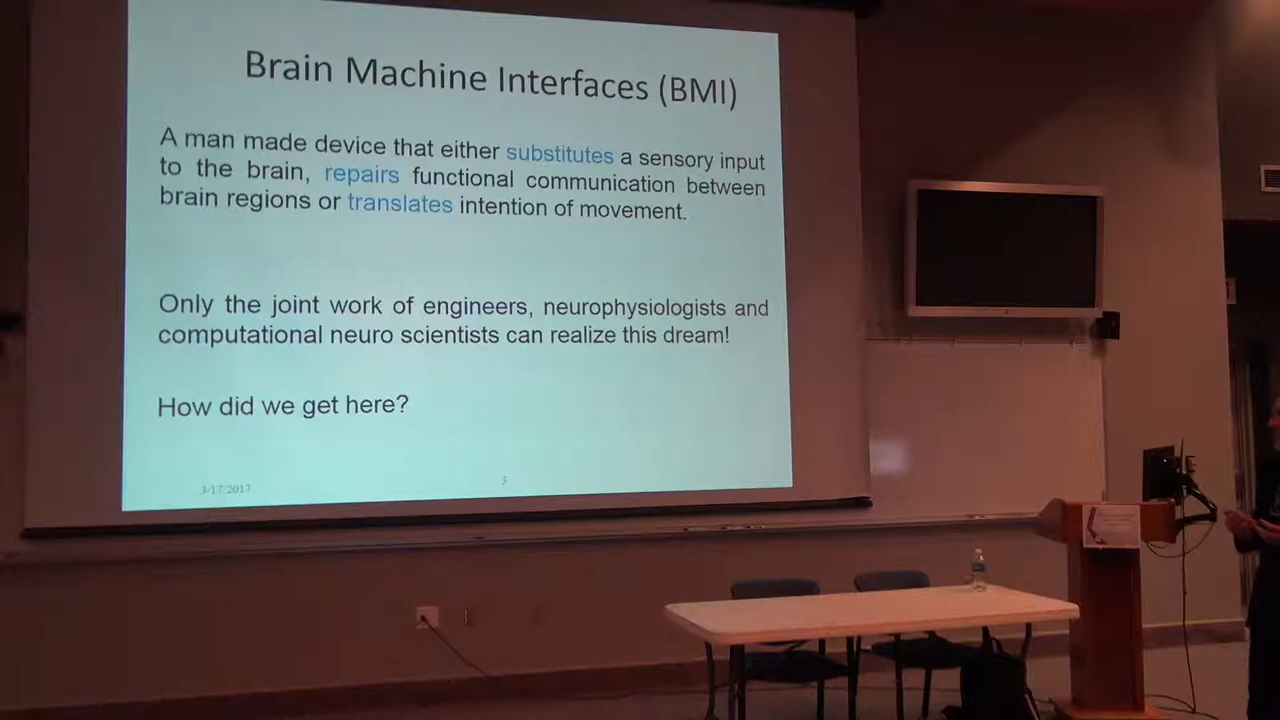 Brain Machine Interfaces (BMI)
A man made device that either substitutes a sensory input
to the brain, repairs functional communication between
brain regions or translates intention of movement.
Only the joint work of engineers, neurophysiologists and
computational neuro scientists can realize this dream!
How did we get here?
3/17/2017
3